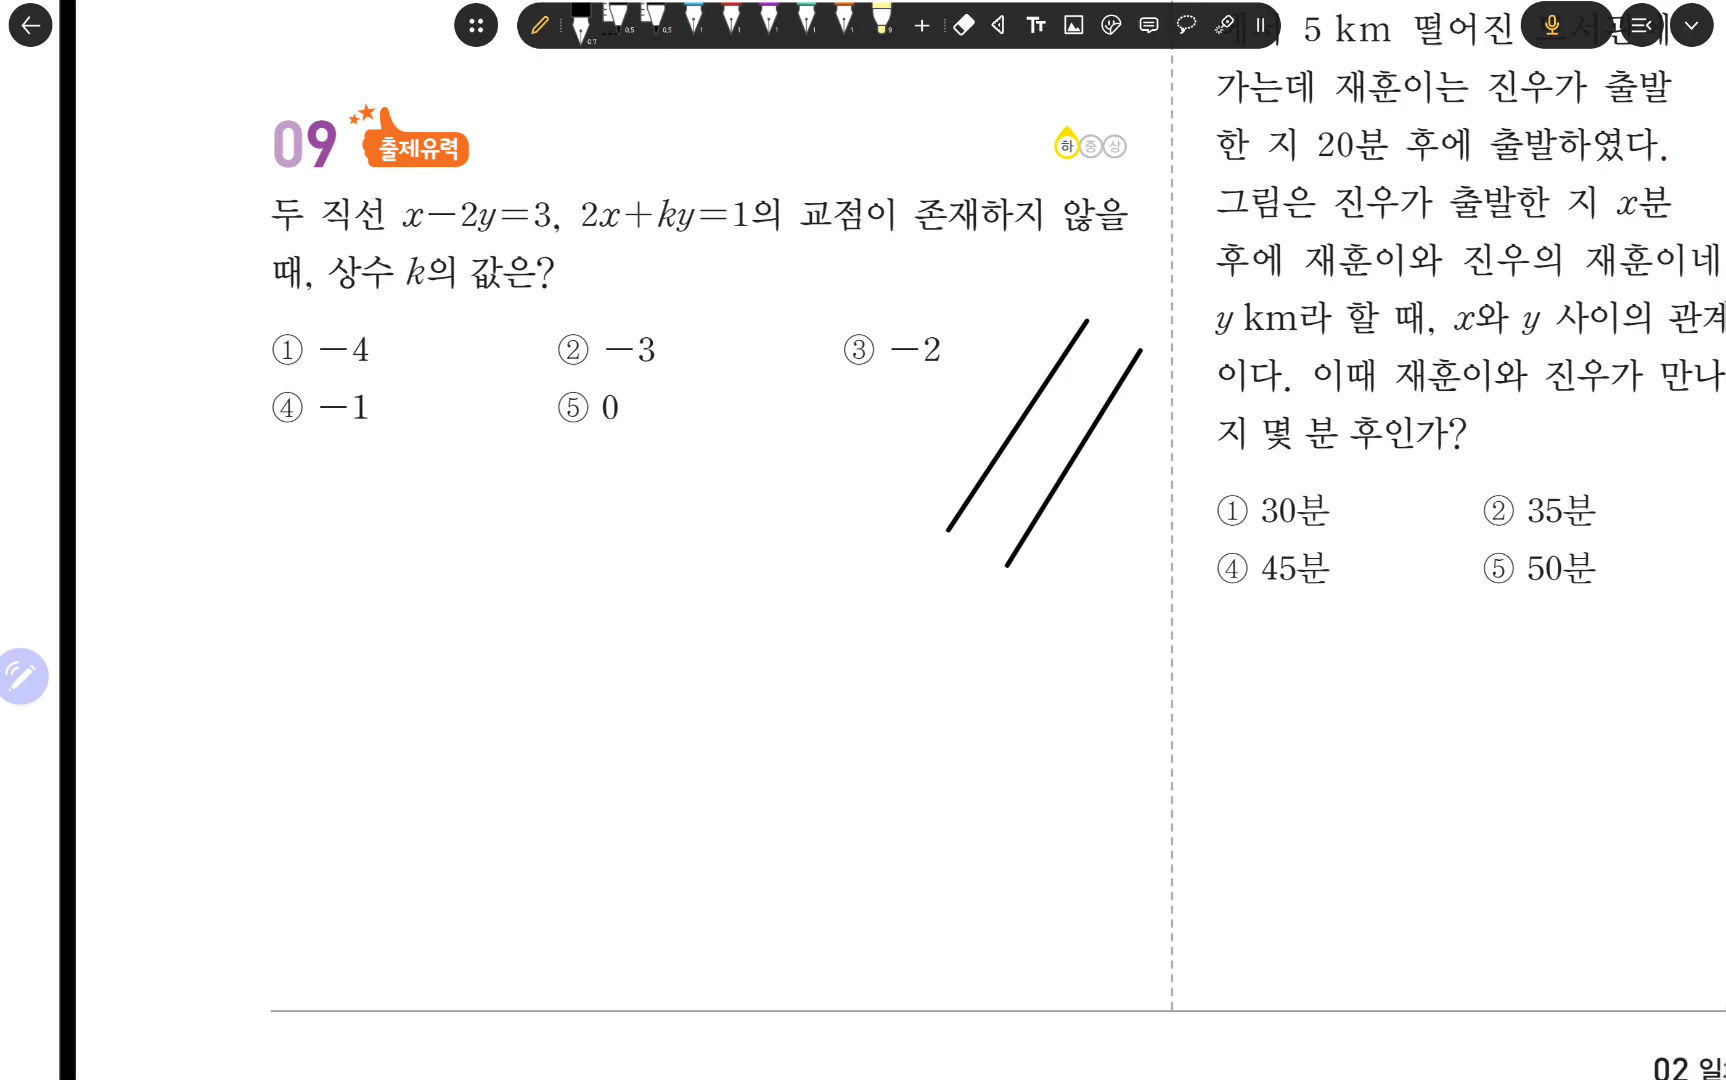 09 출제유력
하 중 상
두 직선 x-2y=3, 2x+ky=1의 교점이 존재하지 않을
때, 상수 k의 값은?
① -4 ② -3 ③ -2
④ -1 ⑤ 0
5 km 떨어진
가는데 재훈이는 진우가 출발
한 지 20분 후에 출발하였다.
그림은 진우가 출발한 지 x분
후에 재훈이와 진우의 재훈이네
y km라 할 때, x와 y 사이의 관계
이다. 이때 재훈이와 진우가 만나
지 몇 분 후인가?
① 30분 ② 35분
④ 45분 ⑤ 50분
02